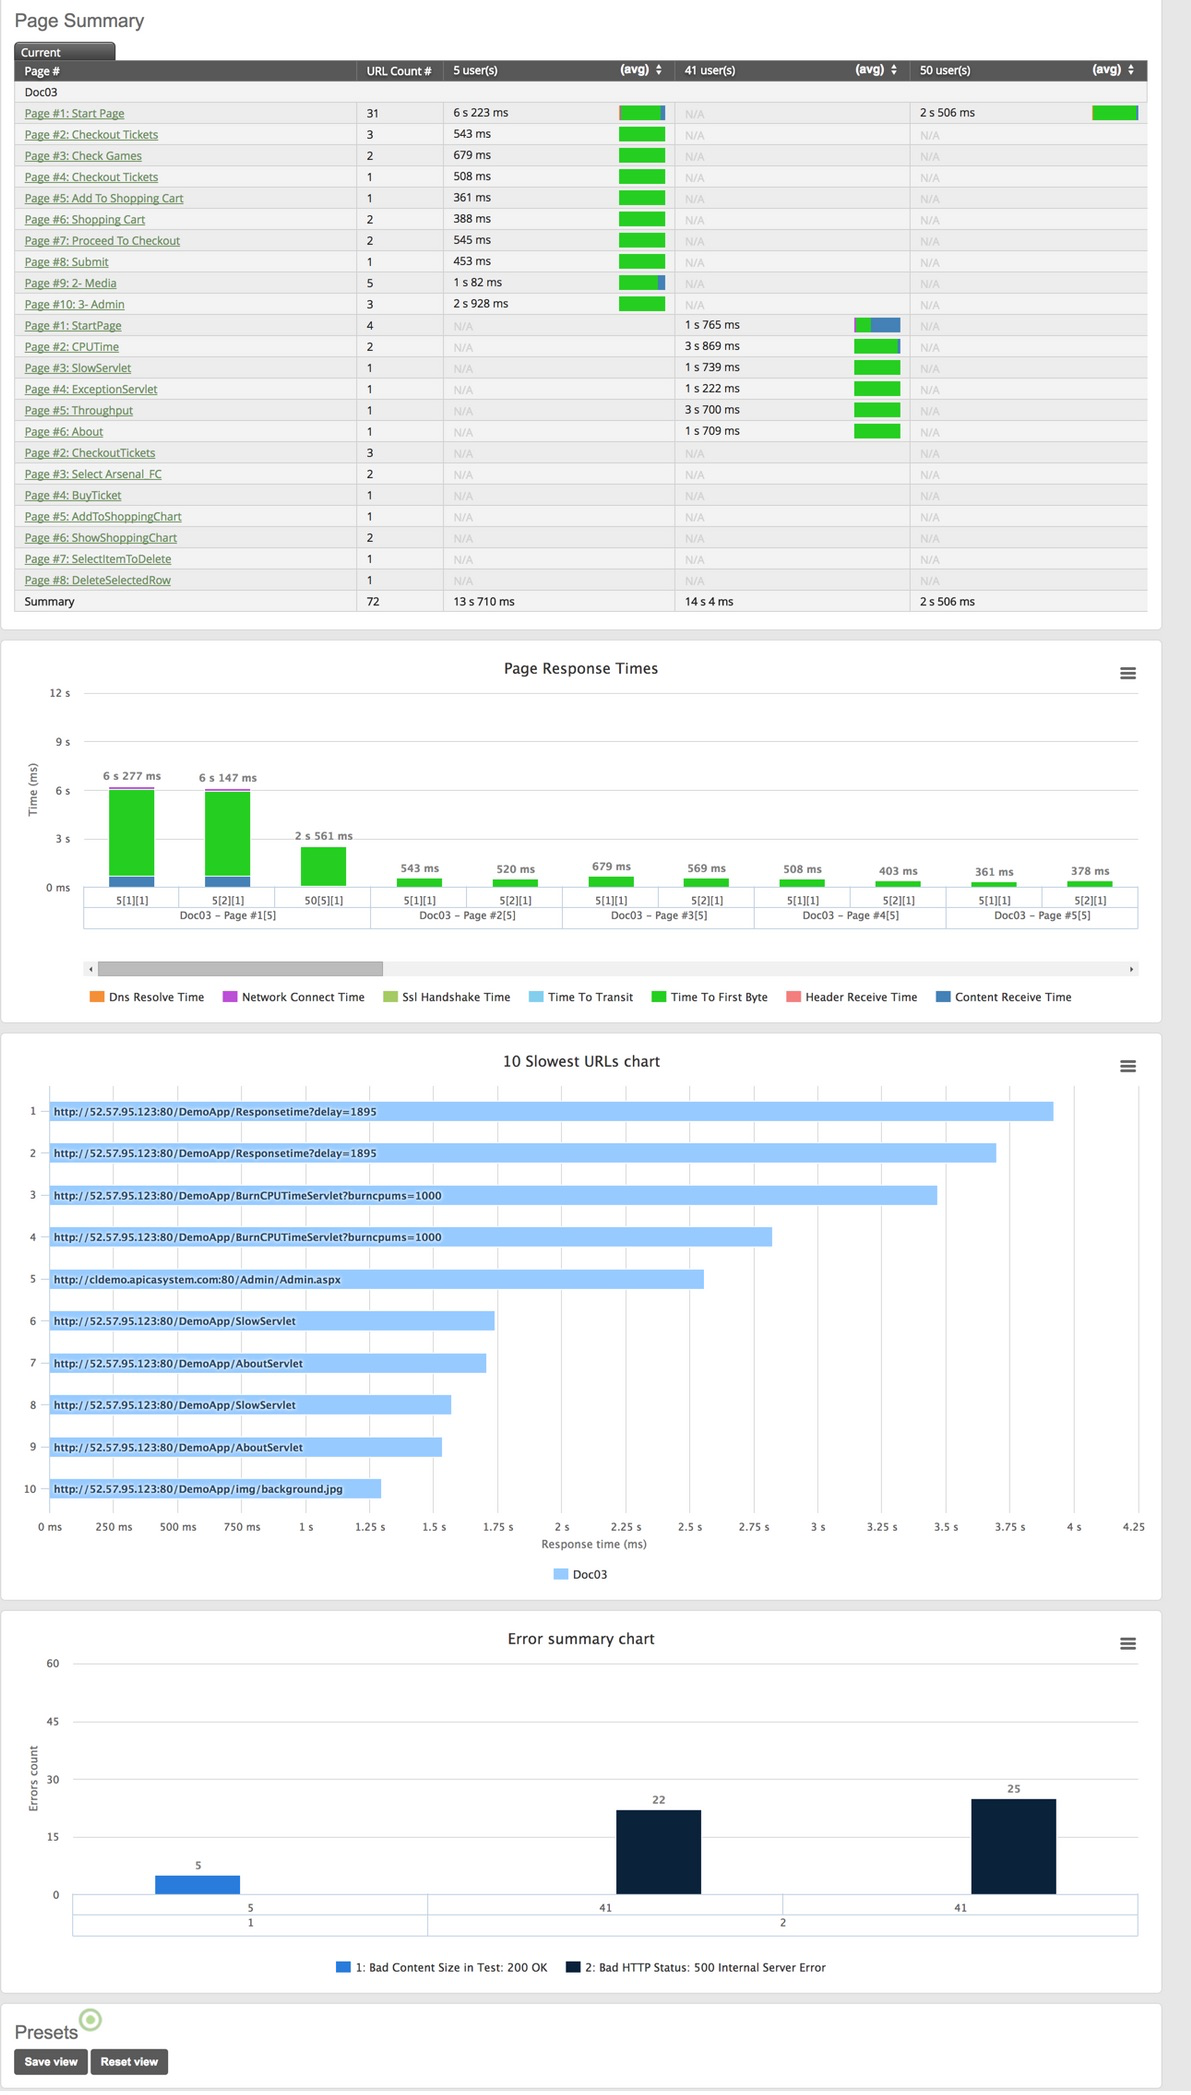 Page Summary
Current
Page # URL Count # 5 user(s) (avg) 41 user(s) (avg) 50 user(s) (avg)
Doc03
Page #1: Start Page 31 6 s 223 ms N/A 2 s 506 ms
Page #2: Checkout Tickets 3 543 ms N/A N/A
Page #3: Check Games 2 679 ms N/A N/A
Page #4: Checkout Tickets 1 508 ms N/A N/A
Page #5: Add To Shopping Cart 1 361 ms N/A N/A
Page #6: Shopping Cart 2 388 ms N/A N/A
Page #7: Proceed To Checkout 2 545 ms N/A N/A
Page #8: Submit 1 453 ms N/A N/A
Page #9: 2- Media 5 1 s 82 ms N/A N/A
Page #10: 3- Admin 3 2 s 928 ms N/A N/A
Page #1: StartPage 4 N/A 1 s 765 ms N/A
Page #2: CPUTime 2 N/A 3 s 869 ms N/A
Page #3: SlowServlet 1 N/A 1 s 739 ms N/A
Page #4: ExceptionServlet 1 N/A 1 s 222 ms N/A
Page #5: Throughput 1 N/A 3 s 700 ms N/A
Page #6: About 1 N/A 1 s 709 ms N/A
Page #2: CheckoutTickets 3 N/A N/A N/A
Page #3: Select Arsenal_FC 2 N/A N/A N/A
Page #4: BuyTicket 1 N/A N/A N/A
Page #5: AddToShoppingChart 1 N/A N/A N/A
Page #6: ShowShoppingChart 2 N/A N/A N/A
Page #7: SelectItemToDelete 1 N/A N/A N/A
Page #8: DeleteSelectedRow 1 N/A N/A N/A
Summary 72 13 s 710 ms 14 s 4 ms 2 s 506 ms
Page Response Times
12 s
9 s
6 s
3 s
0 ms
Time (ms)
6 s 277 ms 6 s 147 ms 2 s 561 ms 543 ms 520 ms 679 ms 569 ms 508 ms 403 ms 361 ms 378 ms
5[1][1] 5[2][1] 50[5][1] 5[1][1] 5[2][1] 5[1][1] 5[2][1] 5[1][1] 5[2][1] 5[1][1] 5[2][1]
Doc03 - Page #1[5] Doc03 - Page #2[5] Doc03 - Page #3[5] Doc03 - Page #4[5] Doc03 - Page #5[5]
Dns Resolve Time Network Connect Time Ssl Handshake Time Time To Transit Time To First Byte Header Receive Time Content Receive Time
10 Slowest URLs chart
1 http://52.57.95.123:80/DemoApp/Responsetime?delay=1895
2 http://52.57.95.123:80/DemoApp/Responsetime?delay=1895
3 http://52.57.95.123:80/DemoApp/BurnCPUTimeServlet?burncpums=1000
4 http://52.57.95.123:80/DemoApp/BurnCPUTimeServlet?burncpums=1000
5 http://cldemo.apicasystem.com:80/Admin/Admin.aspx
6 http://52.57.95.123:80/DemoApp/SlowServlet
7 http://52.57.95.123:80/DemoApp/AboutServlet
8 http://52.57.95.123:80/DemoApp/SlowServlet
9 http://52.57.95.123:80/DemoApp/AboutServlet
10 http://52.57.95.123:80/DemoApp/img/background.jpg
0 ms 250 ms 500 ms 750 ms 1 s 1.25 s 1.5 s 1.75 s 2 s 2.25 s 2.5 s 2.75 s 3 s 3.25 s 3.5 s 3.75 s 4 s 4.25
Response time (ms)
Doc03
Error summary chart
60
45
30
15
0
Errors count
5 22 25
5 41 41
1 2
1: Bad Content Size in Test: 200 OK 2: Bad HTTP Status: 500 Internal Server Error
Presets
Save view Reset view